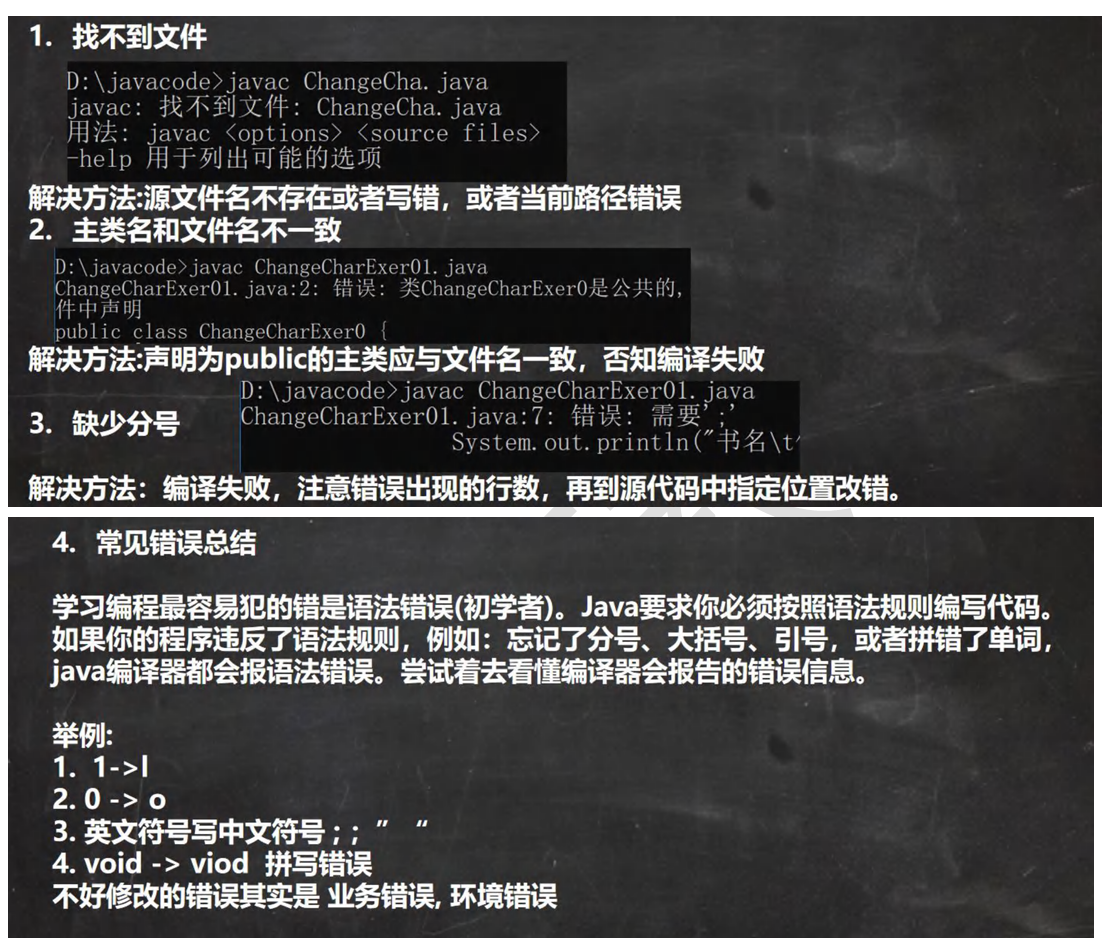 1. 找不到文件
D:\javacode>javac ChangeCha.java
javac: 找不到文件: ChangeCha.java
用法: javac <options> <source files>
-help 用于列出可能的选项
解决方法:源文件名不存在或者写错，或者当前路径错误
2. 主类名和文件名不一致
D:\javacode>javac ChangeCharExer01.java
ChangeCharExer01.java:2: 错误: 类ChangeCharExer0是公共的,
件中声明
public class ChangeCharExer0 {
解决方法:声明为public的主类应与文件名一致，否知编译失败
3. 缺少分号
D:\javacode>javac ChangeCharExer01.java
ChangeCharExer01.java:7: 错误: 需要';'
System.out.println("书名\t
解决方法：编译失败，注意错误出现的行数，再到源代码中指定位置改错。
4. 常见错误总结
学习编程最容易犯的错是语法错误(初学者)。Java要求你必须按照语法规则编写代码。
如果你的程序违反了语法规则，例如：忘记了分号、大括号、引号，或者拼错了单词，
java编译器都会报语法错误。尝试着去看懂编译器会报告的错误信息。
举例:
1. 1->l
2. 0 -> o
3. 英文符号写中文符号 ; ; ” “
4. void -> viod 拼写错误
不好修改的错误其实是 业务错误, 环境错误